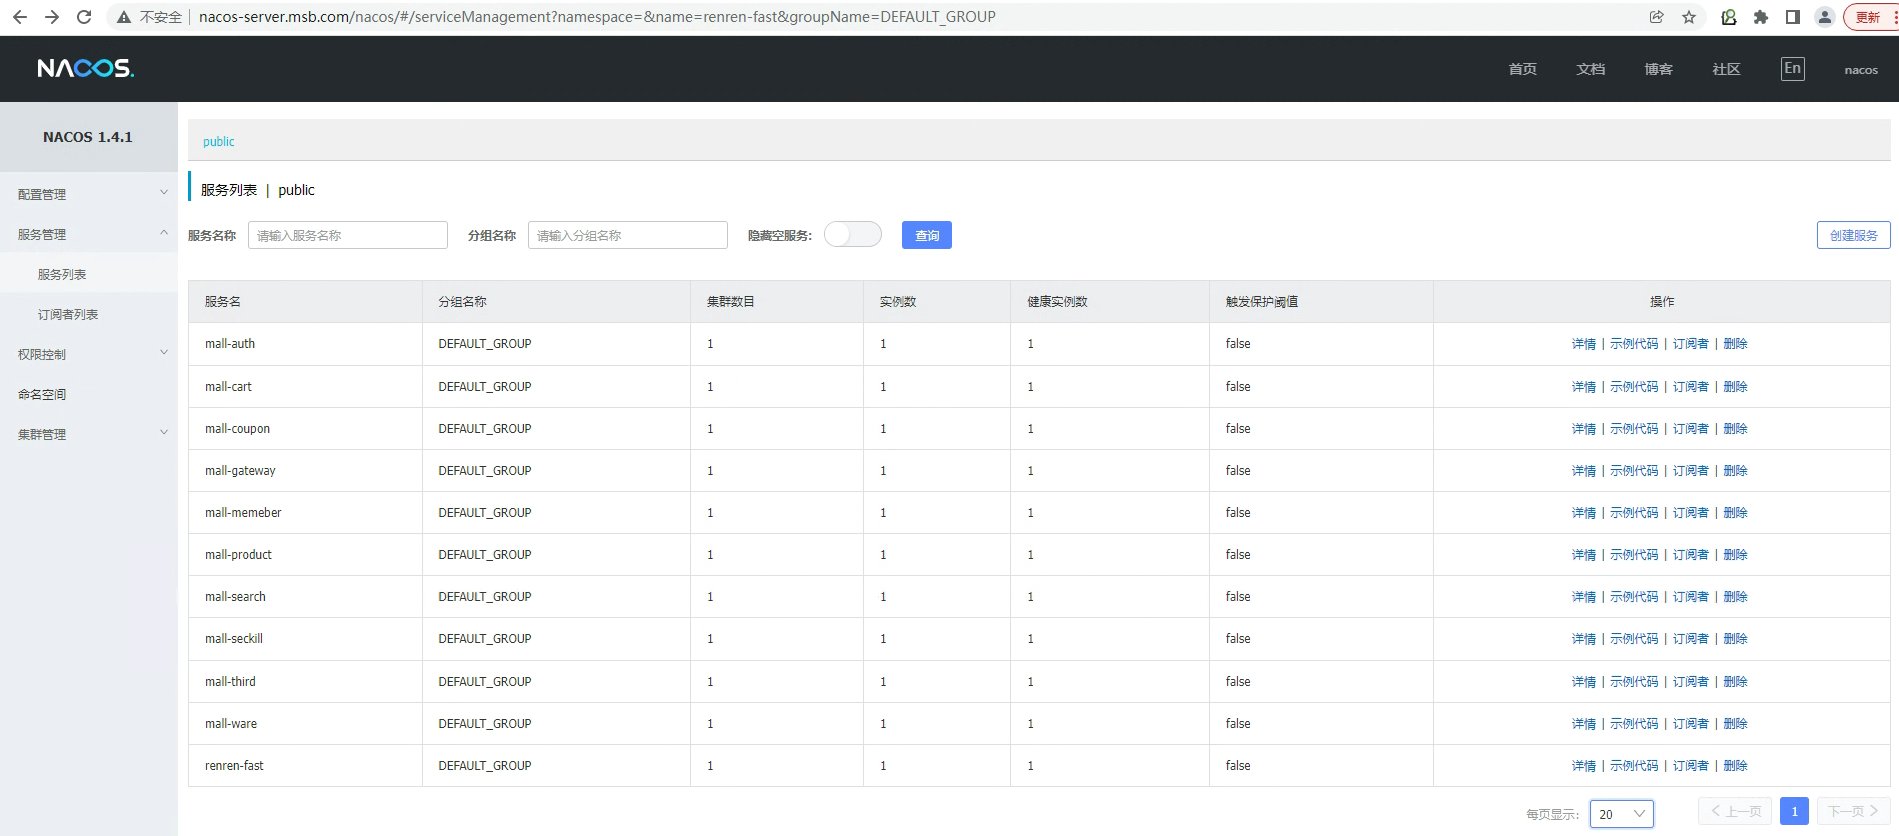 不安全 nacos-server.msb.com/nacos/#/serviceManagement?namespace=&name=renren-fast&groupName=DEFAULT_GROUP 更新
NACOS. 首页 文档 博客 社区 En nacos
NACOS 1.4.1
配置管理
服务管理
服务列表
订阅者列表
权限控制
命名空间
集群管理
public
服务列表 | public
服务名称 请输入服务名称 分组名称 请输入分组名称 隐藏空服务: 查询 创建服务
服务名 分组名称 集群数目 实例数 健康实例数 触发保护阈值 操作
mall-auth DEFAULT_GROUP 1 1 1 false 详情 | 示例代码 | 订阅者 | 删除
mall-cart DEFAULT_GROUP 1 1 1 false 详情 | 示例代码 | 订阅者 | 删除
mall-coupon DEFAULT_GROUP 1 1 1 false 详情 | 示例代码 | 订阅者 | 删除
mall-gateway DEFAULT_GROUP 1 1 1 false 详情 | 示例代码 | 订阅者 | 删除
mall-memeber DEFAULT_GROUP 1 1 1 false 详情 | 示例代码 | 订阅者 | 删除
mall-product DEFAULT_GROUP 1 1 1 false 详情 | 示例代码 | 订阅者 | 删除
mall-search DEFAULT_GROUP 1 1 1 false 详情 | 示例代码 | 订阅者 | 删除
mall-seckill DEFAULT_GROUP 1 1 1 false 详情 | 示例代码 | 订阅者 | 删除
mall-third DEFAULT_GROUP 1 1 1 false 详情 | 示例代码 | 订阅者 | 删除
mall-ware DEFAULT_GROUP 1 1 1 false 详情 | 示例代码 | 订阅者 | 删除
renren-fast DEFAULT_GROUP 1 1 1 false 详情 | 示例代码 | 订阅者 | 删除
每页显示: 20 上一页 1 下一页